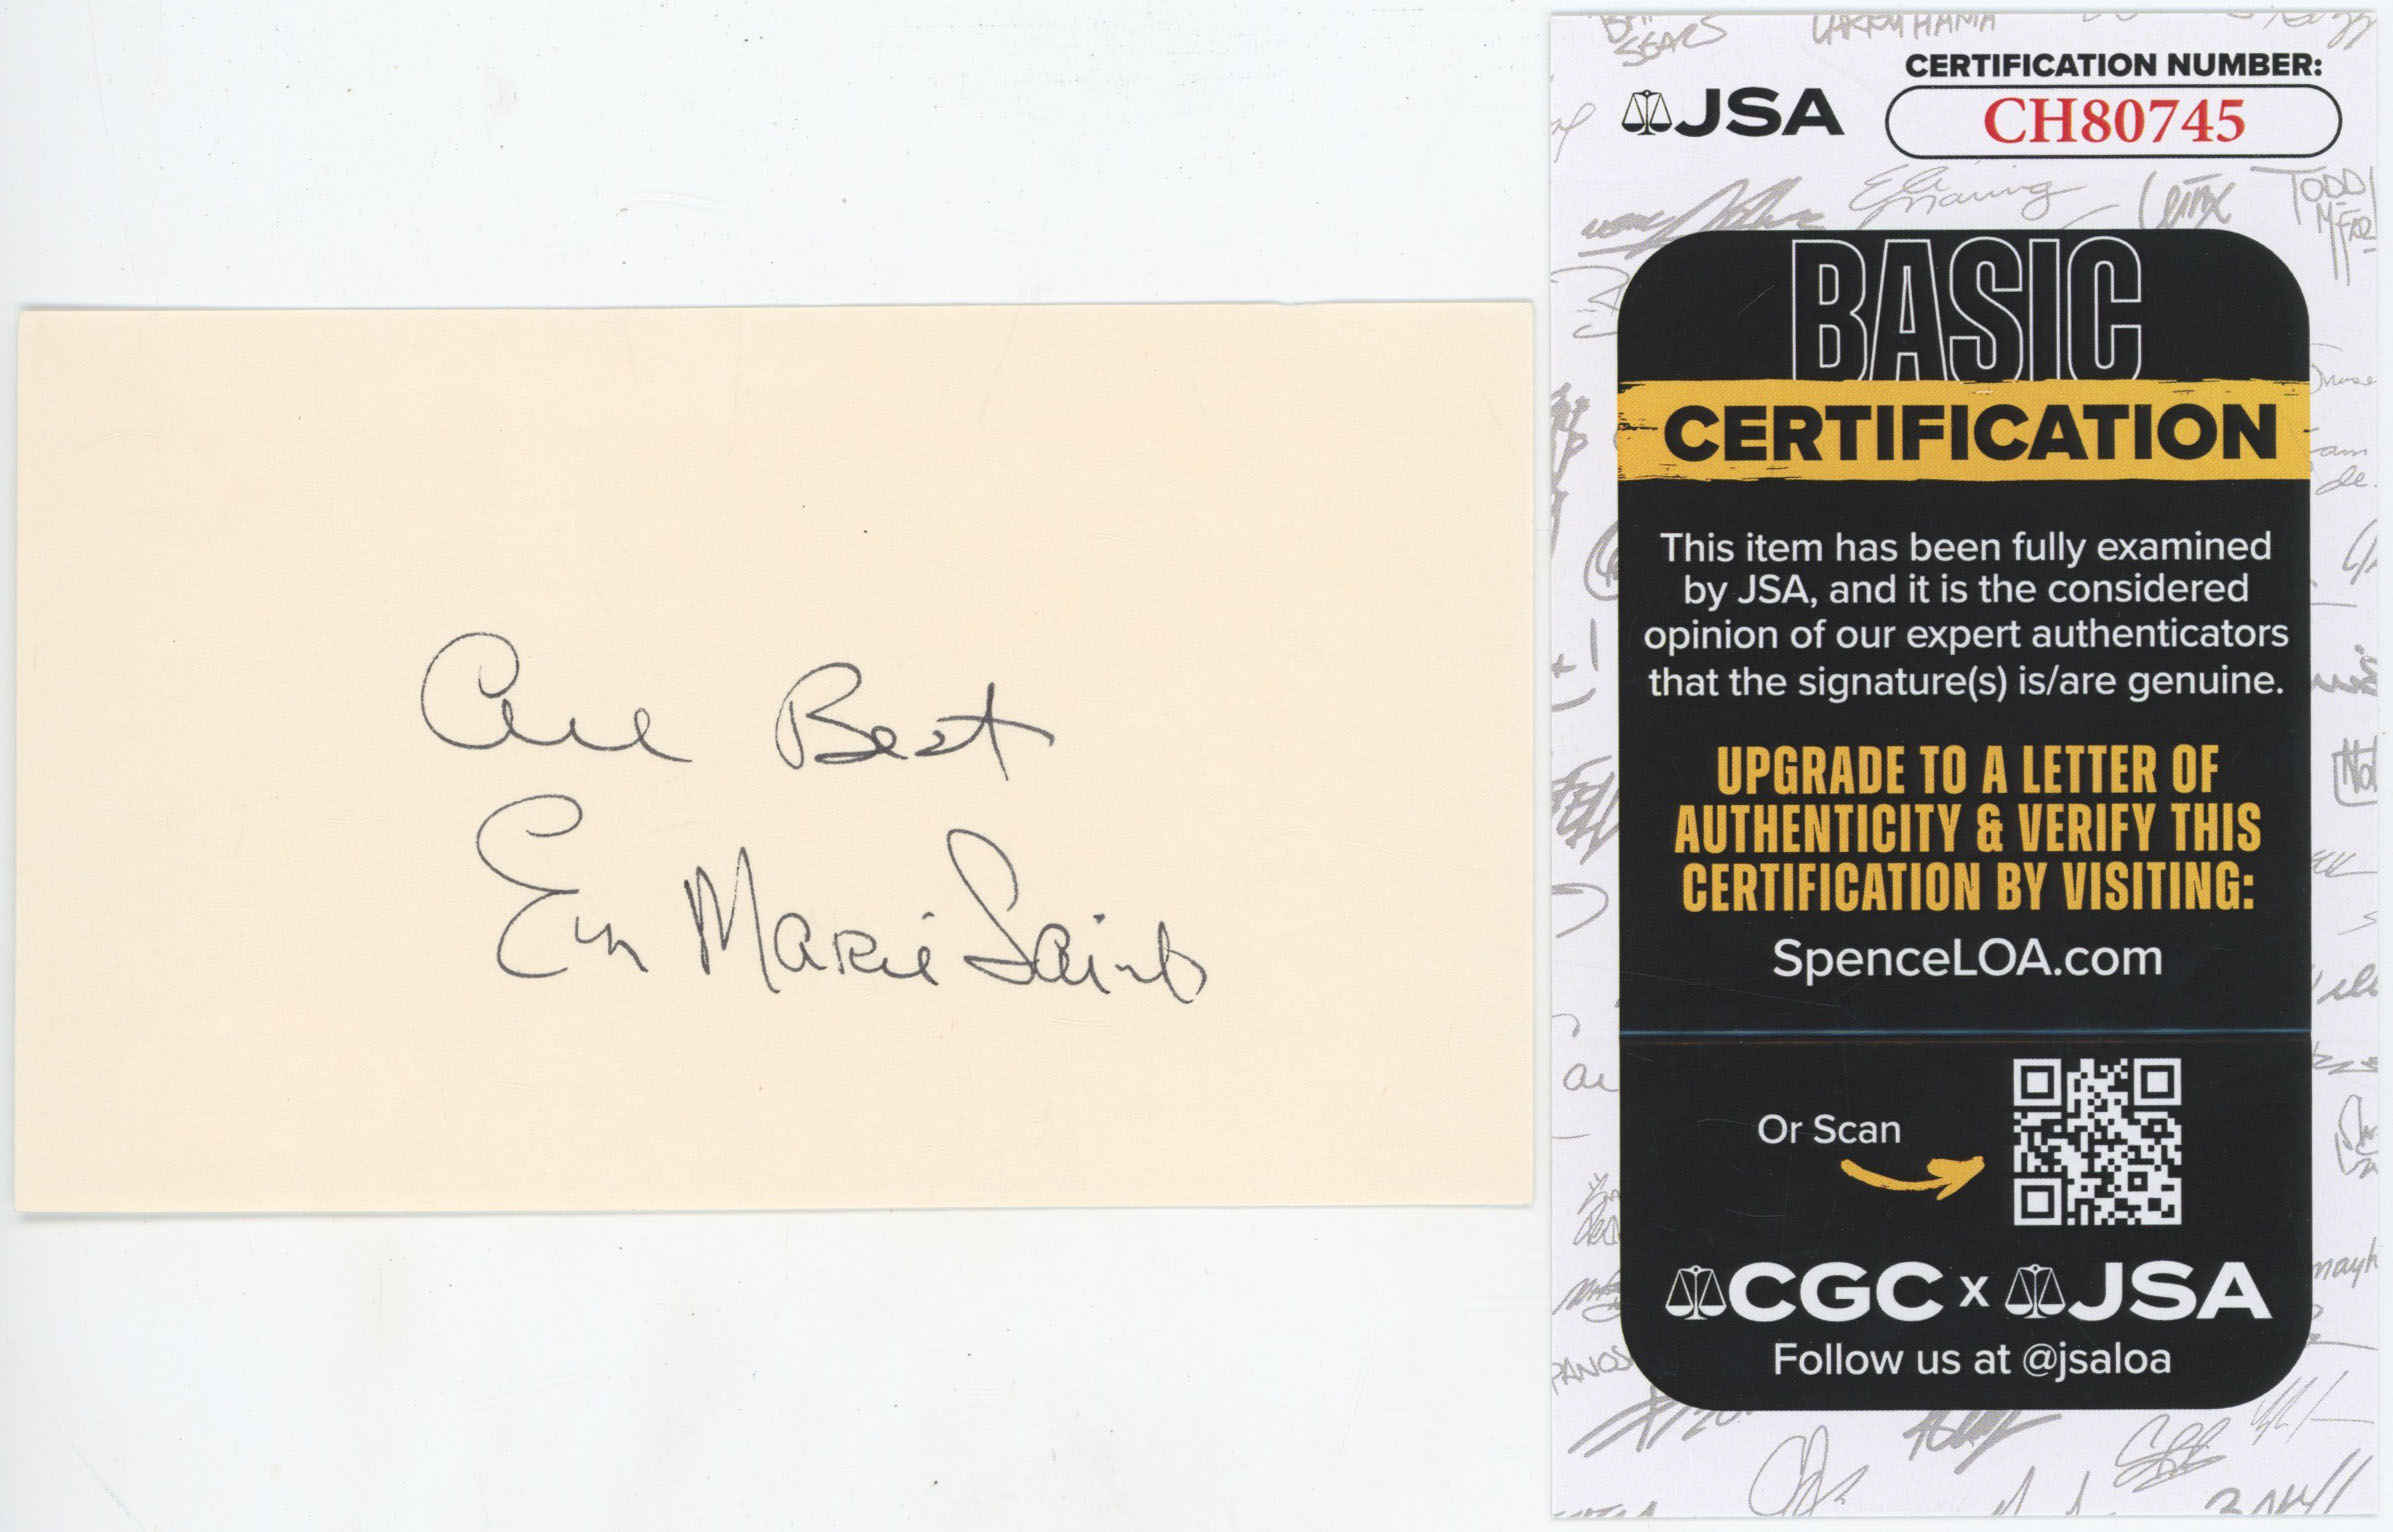 All Best
Eva Marie Saint
JSA
CERTIFICATION NUMBER:
CH80745
BASIC
CERTIFICATION
This item has been fully examined
by JSA, and it is the considered
opinion of our expert authenticators
that the signature(s) is/are genuine.
UPGRADE TO A LETTER OF
AUTHENTICITY & VERIFY THIS
CERTIFICATION BY VISITING:
SpenceLOA.com
Or Scan
CGC x JSA
Follow us at @jsaloa